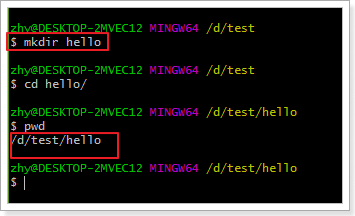 zhy@DESKTOP-2MVEC12 MINGW64 /d/test
$ mkdir hello
zhy@DESKTOP-2MVEC12 MINGW64 /d/test
$ cd hello/
zhy@DESKTOP-2MVEC12 MINGW64 /d/test/hello
$ pwd
/d/test/hello
zhy@DESKTOP-2MVEC12 MINGW64 /d/test/hello
$